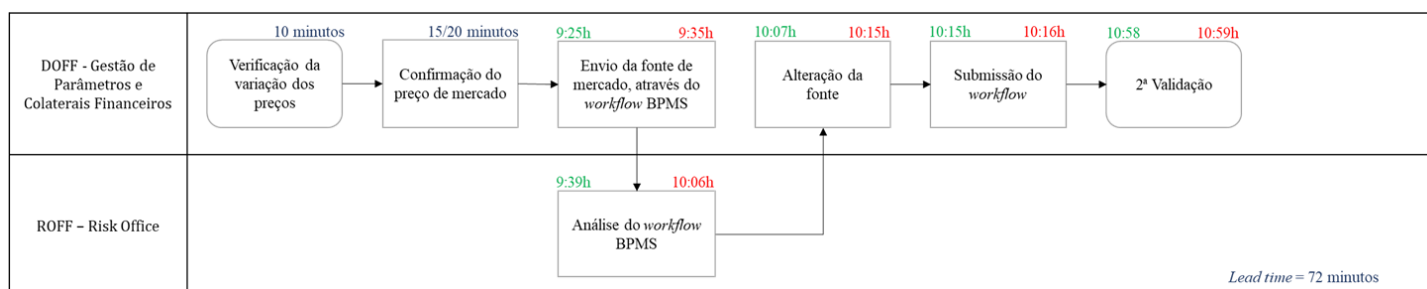 DOFF - Gestão de
Parâmetros e
Colaterais Financeiros
10 minutos
Verificação da
variação dos
preços
15/20 minutos
Confirmação do
preço de mercado
9:25h 9:35h
Envio da fonte de
mercado, através do
workflow BPMS
10:07h 10:15h
Alteração da
fonte
10:15h 10:16h
Submissão do
workflow
10:58 10:59h
2ª Validação
ROFF – Risk Office
9:39h 10:06h
Análise do workflow
BPMS
Lead time = 72 minutos